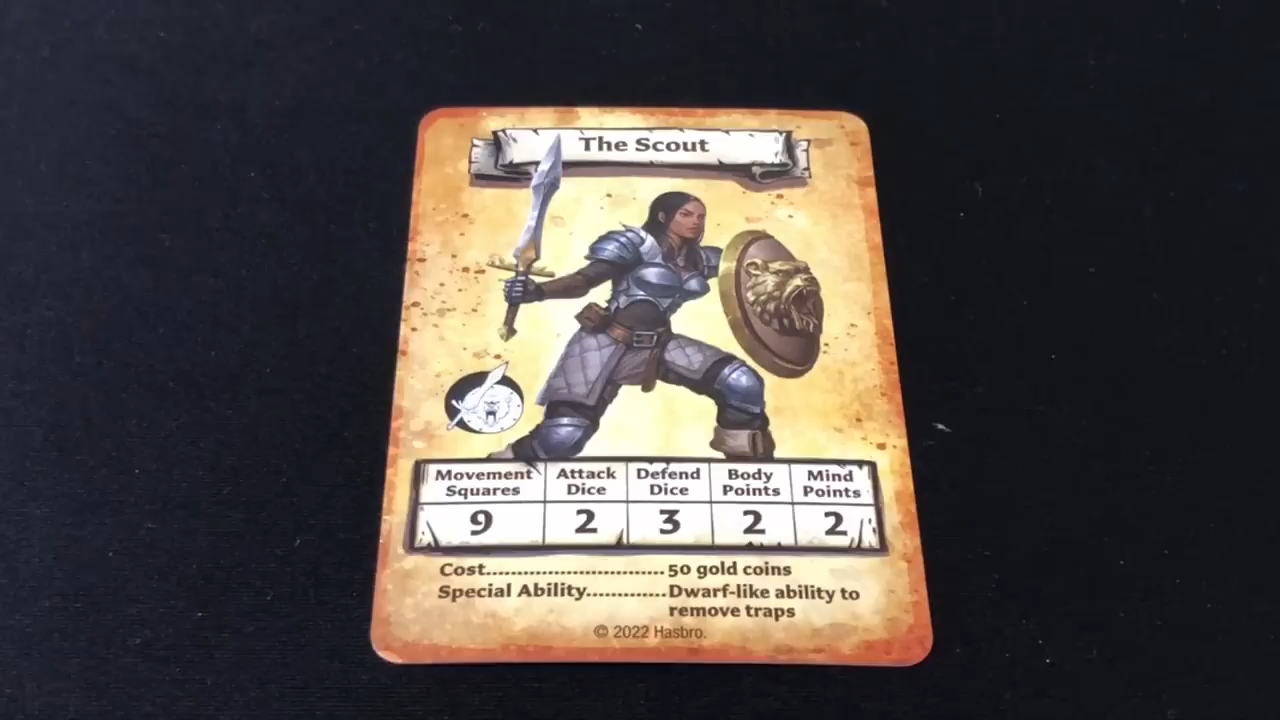 The Scout
Movement Squares Attack Dice Defend Dice Body Points Mind Points
9 2 3 2 2
Cost.............................. 50 gold coins
Special Ability..............Dwarf-like ability to
remove traps
© 2022 Hasbro.